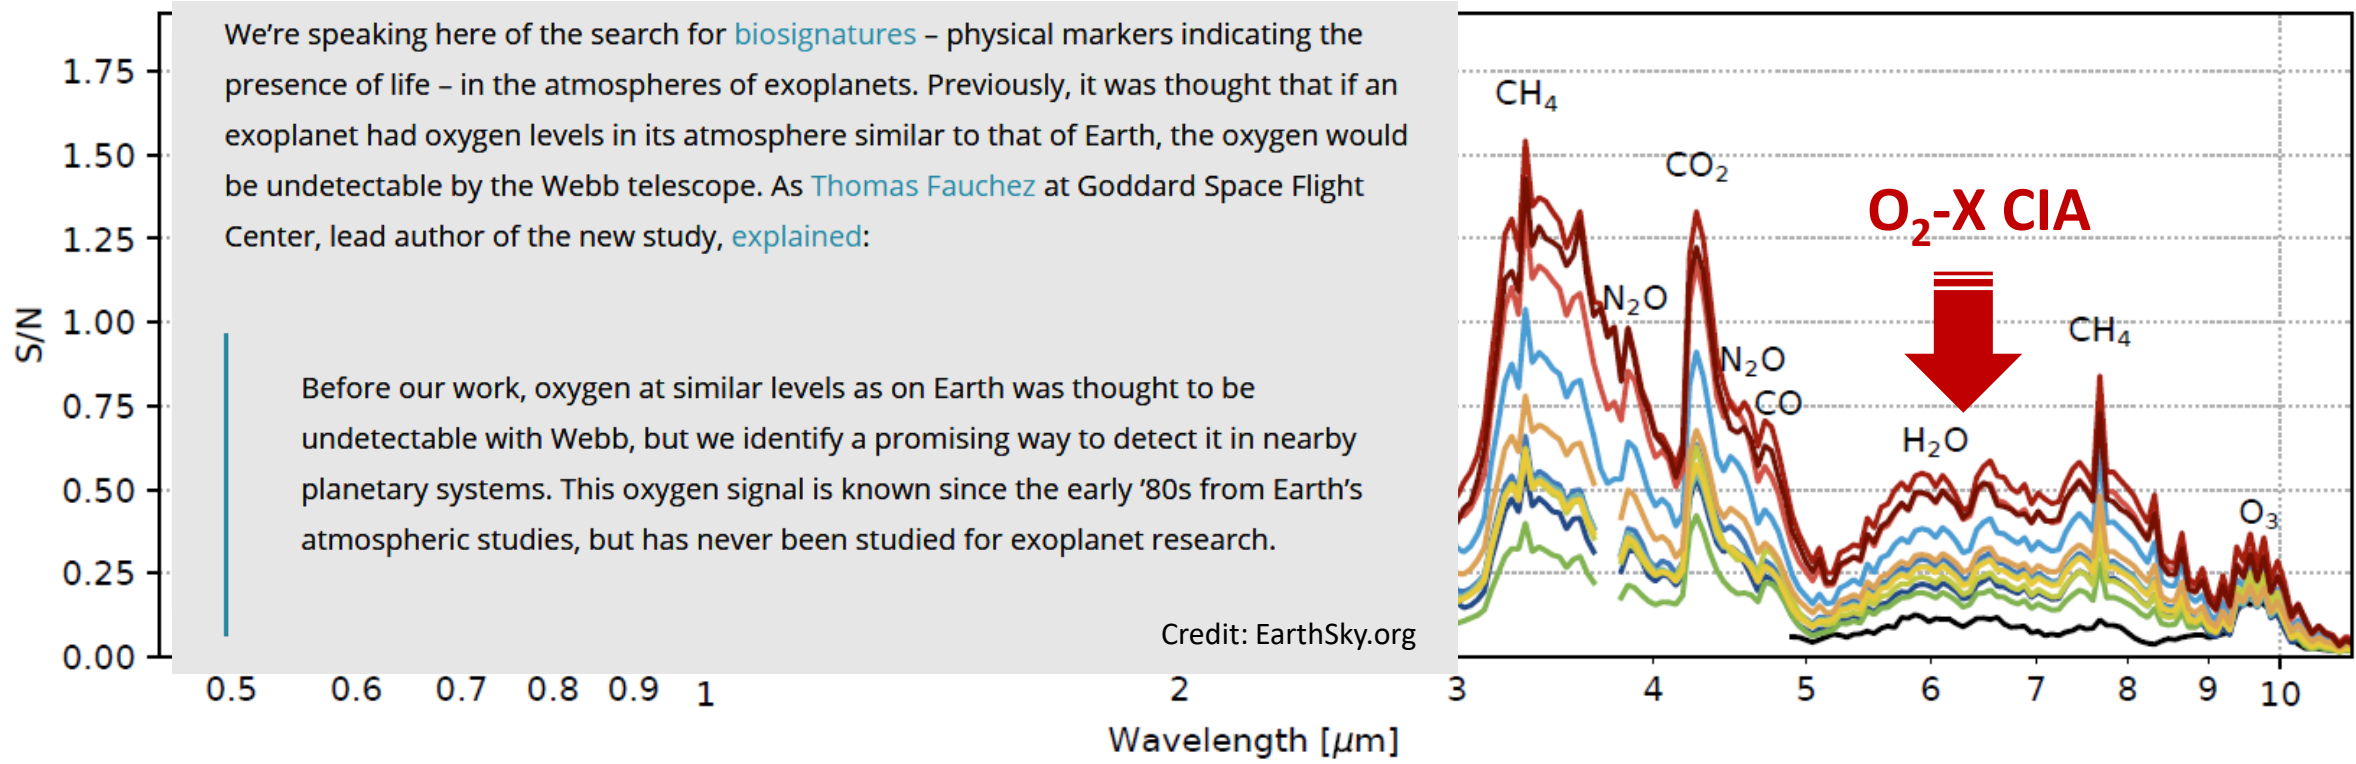 We’re speaking here of the search for biosignatures – physical markers indicating the
presence of life – in the atmospheres of exoplanets. Previously, it was thought that if an
exoplanet had oxygen levels in its atmosphere similar to that of Earth, the oxygen would
be undetectable by the Webb telescope. As Thomas Fauchez at Goddard Space Flight
Center, lead author of the new study, explained:
Before our work, oxygen at similar levels as on Earth was thought to be
undetectable with Webb, but we identify a promising way to detect it in nearby
planetary systems. This oxygen signal is known since the early ’80s from Earth’s
atmospheric studies, but has never been studied for exoplanet research.
Credit: EarthSky.org
S/N
1.75
1.50
1.25
1.00
0.75
0.50
0.25
0.00
CH₄
CO₂
O₂-X CIA
N₂O
N₂O
CO
CH₄
H₂O
O₃
0.5 0.6 0.7 0.8 0.9 1 2 3 4 5 6 7 8 9 10
Wavelength [μm]